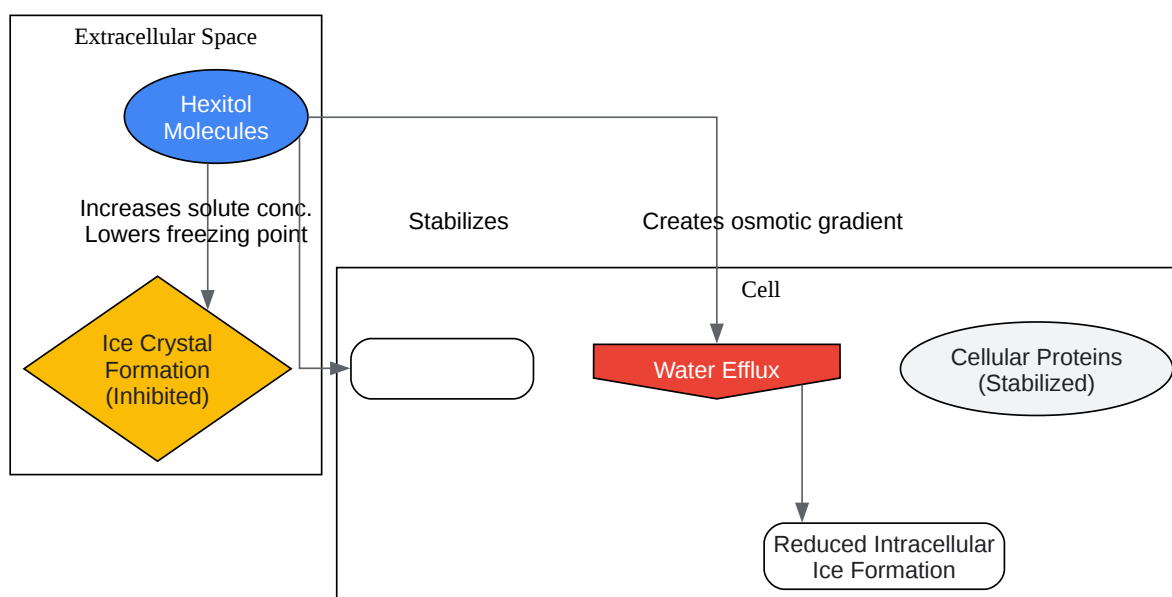 Extracellular Space
Hexitol
Molecules
Increases solute conc.
Lowers freezing point
Stabilizes
Creates osmotic gradient
Cell
Ice Crystal
Formation
(Inhibited)
Water Efflux
Cellular Proteins
(Stabilized)
Reduced Intracellular
Ice Formation